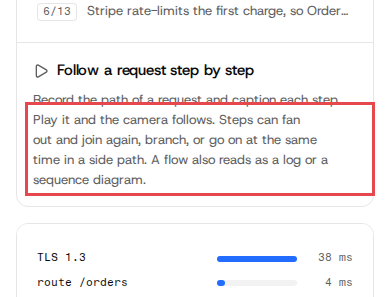 6/13 Stripe rate-limits the first charge, so Order...
Follow a request step by step
Record the path of a request and caption each step.
Play it and the camera follows. Steps can fan
out and join again, branch, or go on at the same
time in a side path. A flow also reads as a log or a
sequence diagram.
TLS 1.3 38 ms
route /orders 4 ms